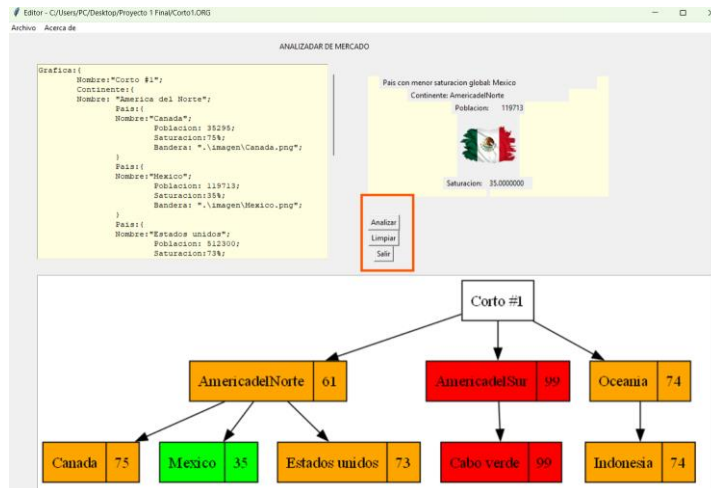 Editor - C:/Users/PC/Desktop/Proyecto 1 Final/Corto1.ORG
Archivo Acerca de
ANALIZADAR DE MERCADO
Grafica:{
Nombre:"Corto #1";
Continente:{
Nombre: "America del Norte";
Pais:{
Nombre:"Canada";
Poblacion: 35295;
Saturacion:75%;
Bandera: ".\imagen\Canada.png";
}
Pais:{
Nombre:"Mexico";
Poblacion: 119713;
Saturacion:35%;
Bandera: ".\imagen\Mexico.png";
}
Pais:{
Nombre:"Estados unidos";
Poblacion: 512300;
Saturacion:73%;
Pais con menor saturacion global: Mexico
Continente: AmericadelNorte
Poblacion: 119713
Saturacion: 35.0000000
Analizar
Limpiar
Salir
Corto #1
AmericadelNorte 61
AmericadelSur 99
Oceania 74
Canada 75
Mexico 35
Estados unidos 73
Cabo verde 99
Indonesia 74